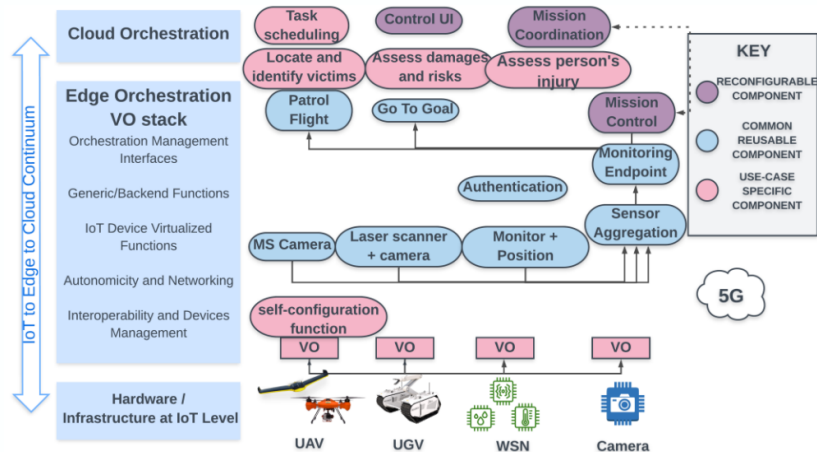 IoT to Edge to Cloud Continuum
Cloud Orchestration
Edge Orchestration
VO stack
Orchestration Management
Interfaces
Generic/Backend Functions
IoT Device Virtualized
Functions
Autonomicity and Networking
Interoperability and Devices
Management
Hardware /
Infrastructure at IoT Level
Task
scheduling
Control UI
Mission
Coordination
Locate and
identify victims
Assess damages
and risks
Assess person's
injury
Patrol
Flight
Go To Goal
Mission
Control
Monitoring
Endpoint
Authentication
Sensor
Aggregation
MS Camera
Laser scanner
+ camera
Monitor +
Position
self-configuration
function
VO
VO
VO
VO
UAV
UGV
WSN
Camera
KEY
RECONFIGURABLE
COMPONENT
COMMON
REUSABLE
COMPONENT
USE-CASE
SPECIFIC
COMPONENT
5G